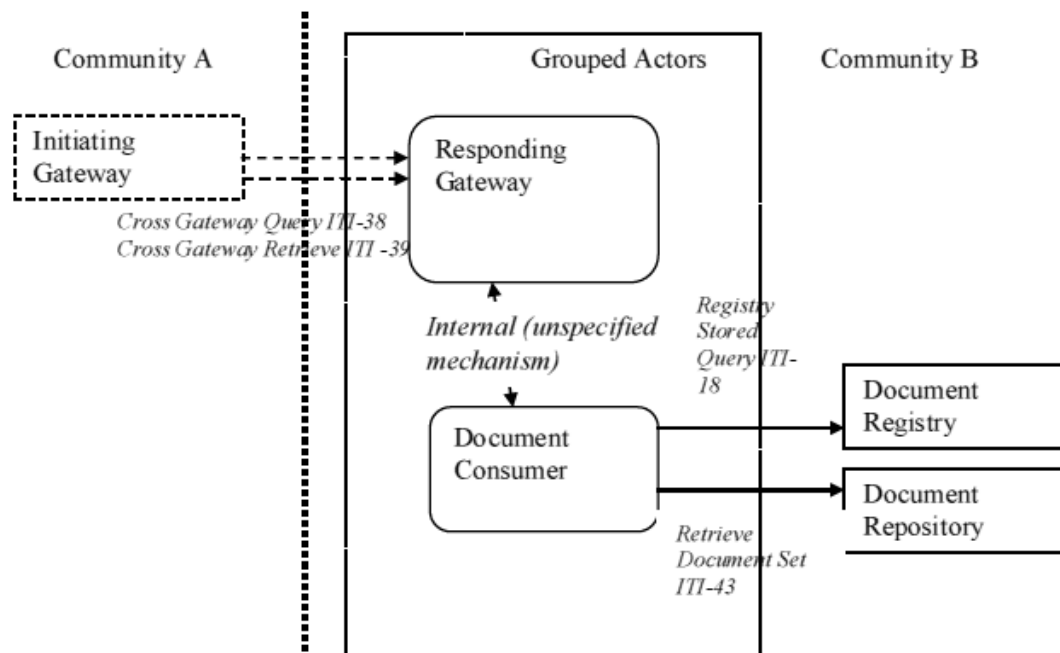 Community A
Grouped Actors
Community B
Initiating
Gateway
Responding
Gateway
Cross Gateway Query ITI-38
Cross Gateway Retrieve ITI -39
Internal (unspecified
mechanism)
Registry
Stored
Query ITI-
18
Document
Consumer
Document
Registry
Document
Repository
Retrieve
Document Set
ITI-43